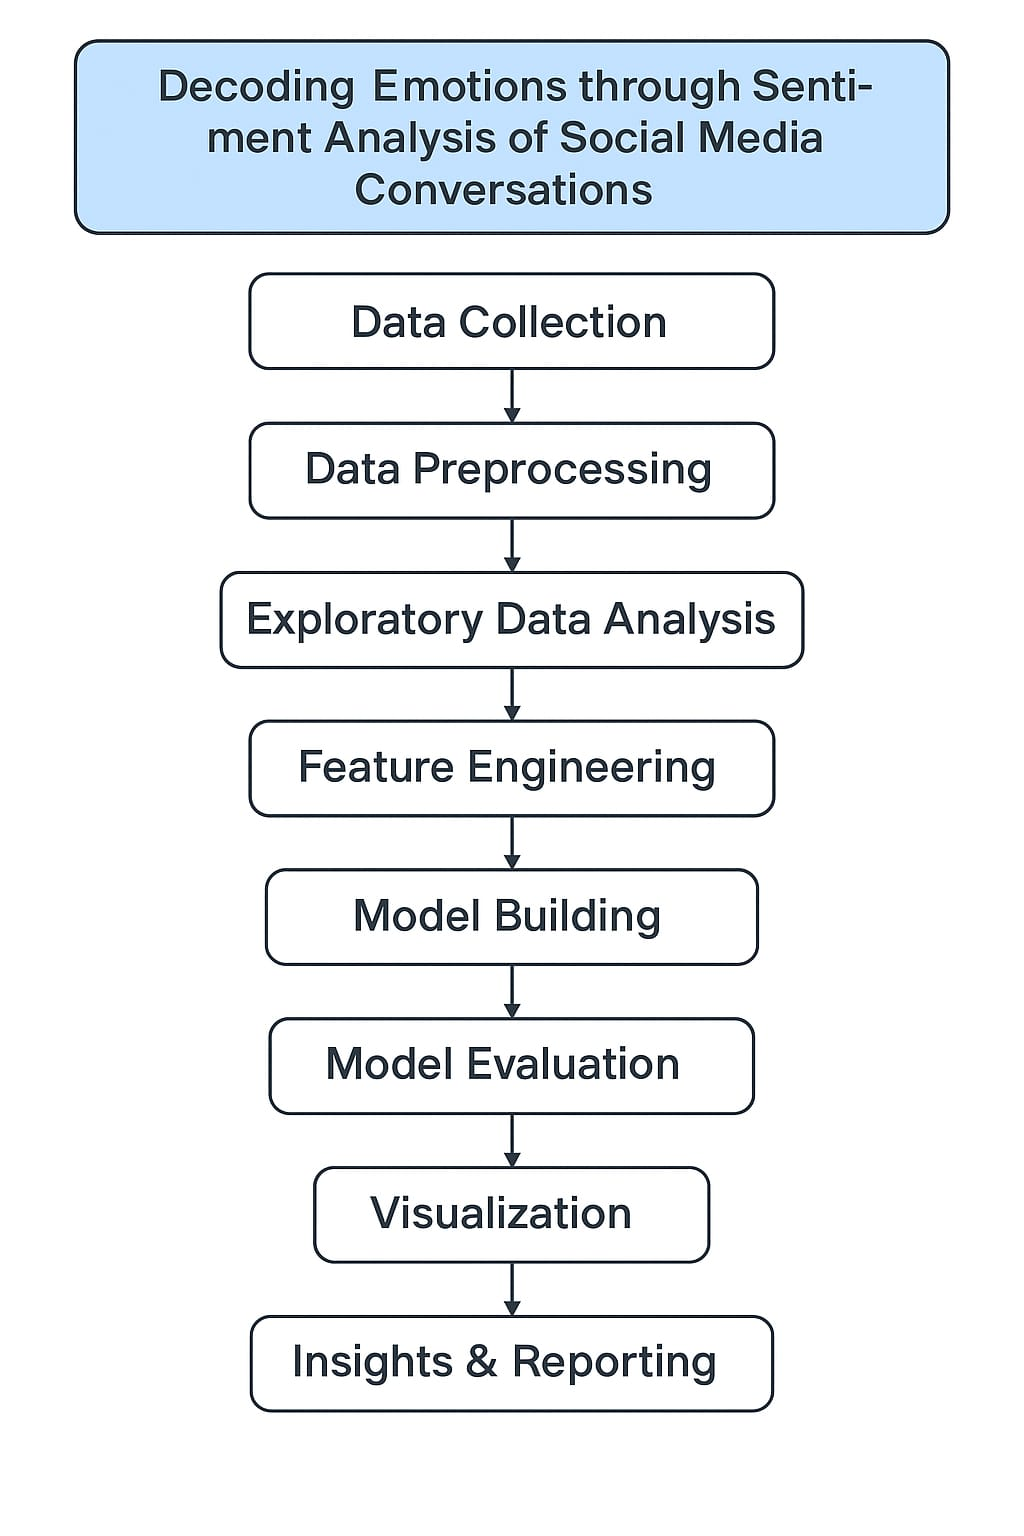 Decoding Emotions through Senti-
ment Analysis of Social Media
Conversations
Data Collection
Data Preprocessing
Exploratory Data Analysis
Feature Engineering
Model Building
Model Evaluation
Visualization
Insights & Reporting